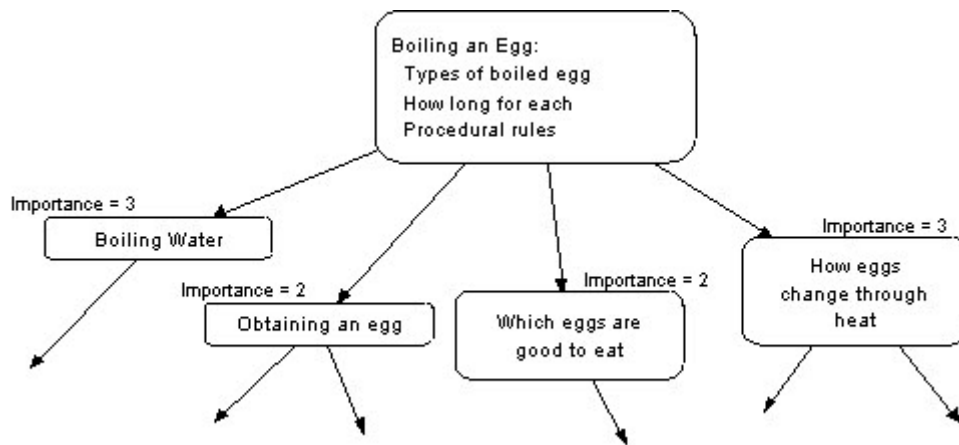 Boiling an Egg:
Types of boiled egg
How long for each
Procedural rules
Importance = 3
Boiling Water
Importance = 2
Obtaining an egg
Importance = 2
Which eggs are
good to eat
Importance = 3
How eggs
change through
heat